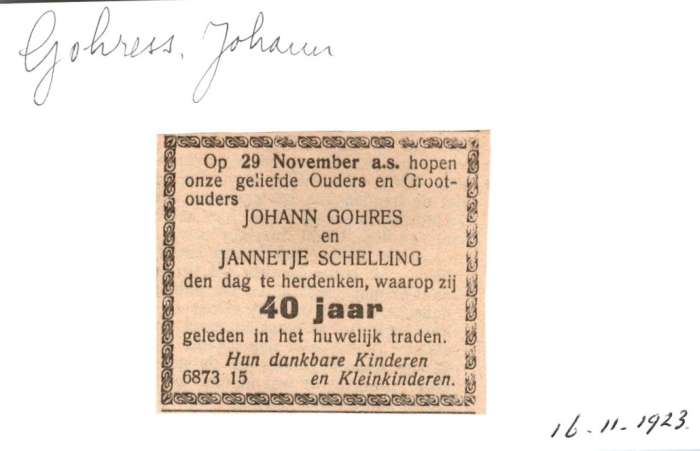 Gohress, Johann
Op 29 November a.s. hopen
onze geliefde Ouders en Groot-
ouders
JOHANN GOHRES
en
JANNETJE SCHELLING
den dag te herdenken, waarop zij
40 jaar
geleden in het huwelijk traden.
Hun dankbare Kinderen
6873 15 en Kleinkinderen.
16-11-1923.